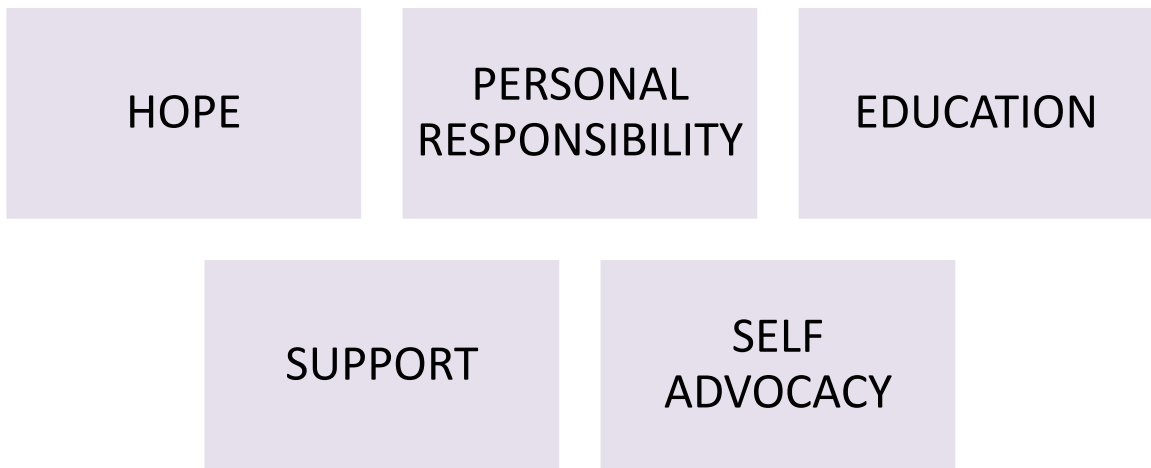 HOPE
PERSONAL
RESPONSIBILITY
EDUCATION
SUPPORT
SELF
ADVOCACY